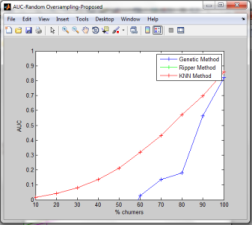 AUC-Random Oversampling-Proposed
File Edit View Insert Tools Desktop Window Help
Genetic Method
Ripper Method
KNN Method
1
0.9
0.8
0.7
0.6
0.5
0.4
0.3
0.2
0.1
0
AUC
10 20 30 40 50 60 70 80 90 100
% churners